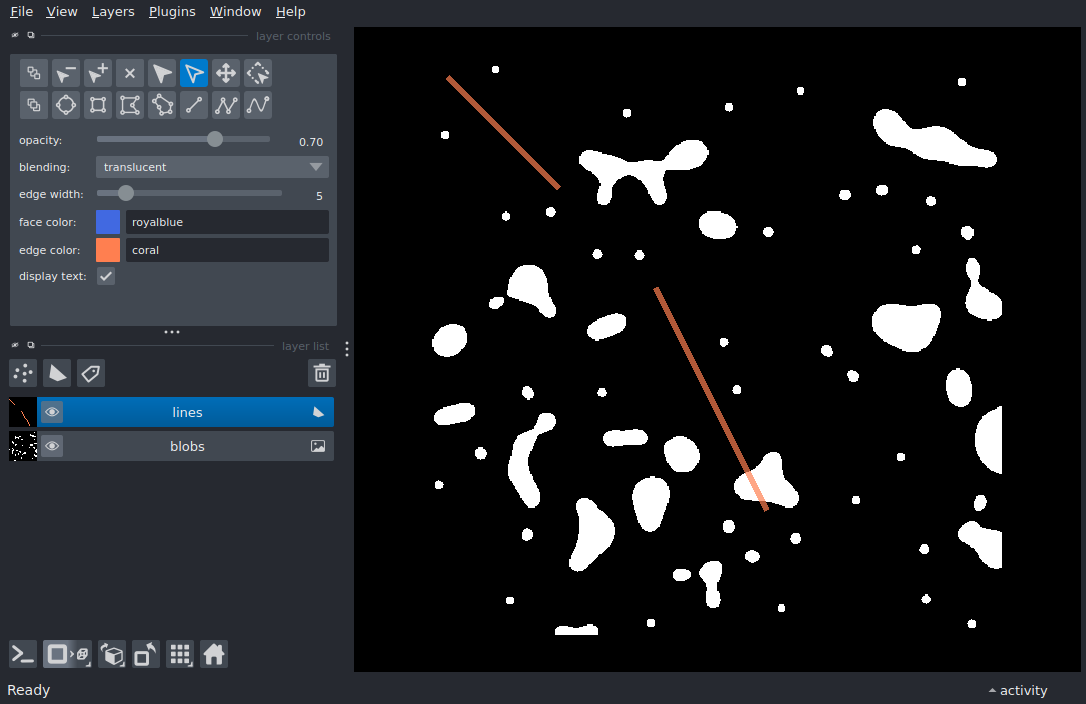 File View Layers Plugins Window Help
layer controls
opacity: 0.70
blending: translucent
edge width: 5
face color: royalblue
edge color: coral
display text:
layer list
lines
blobs
Ready activity